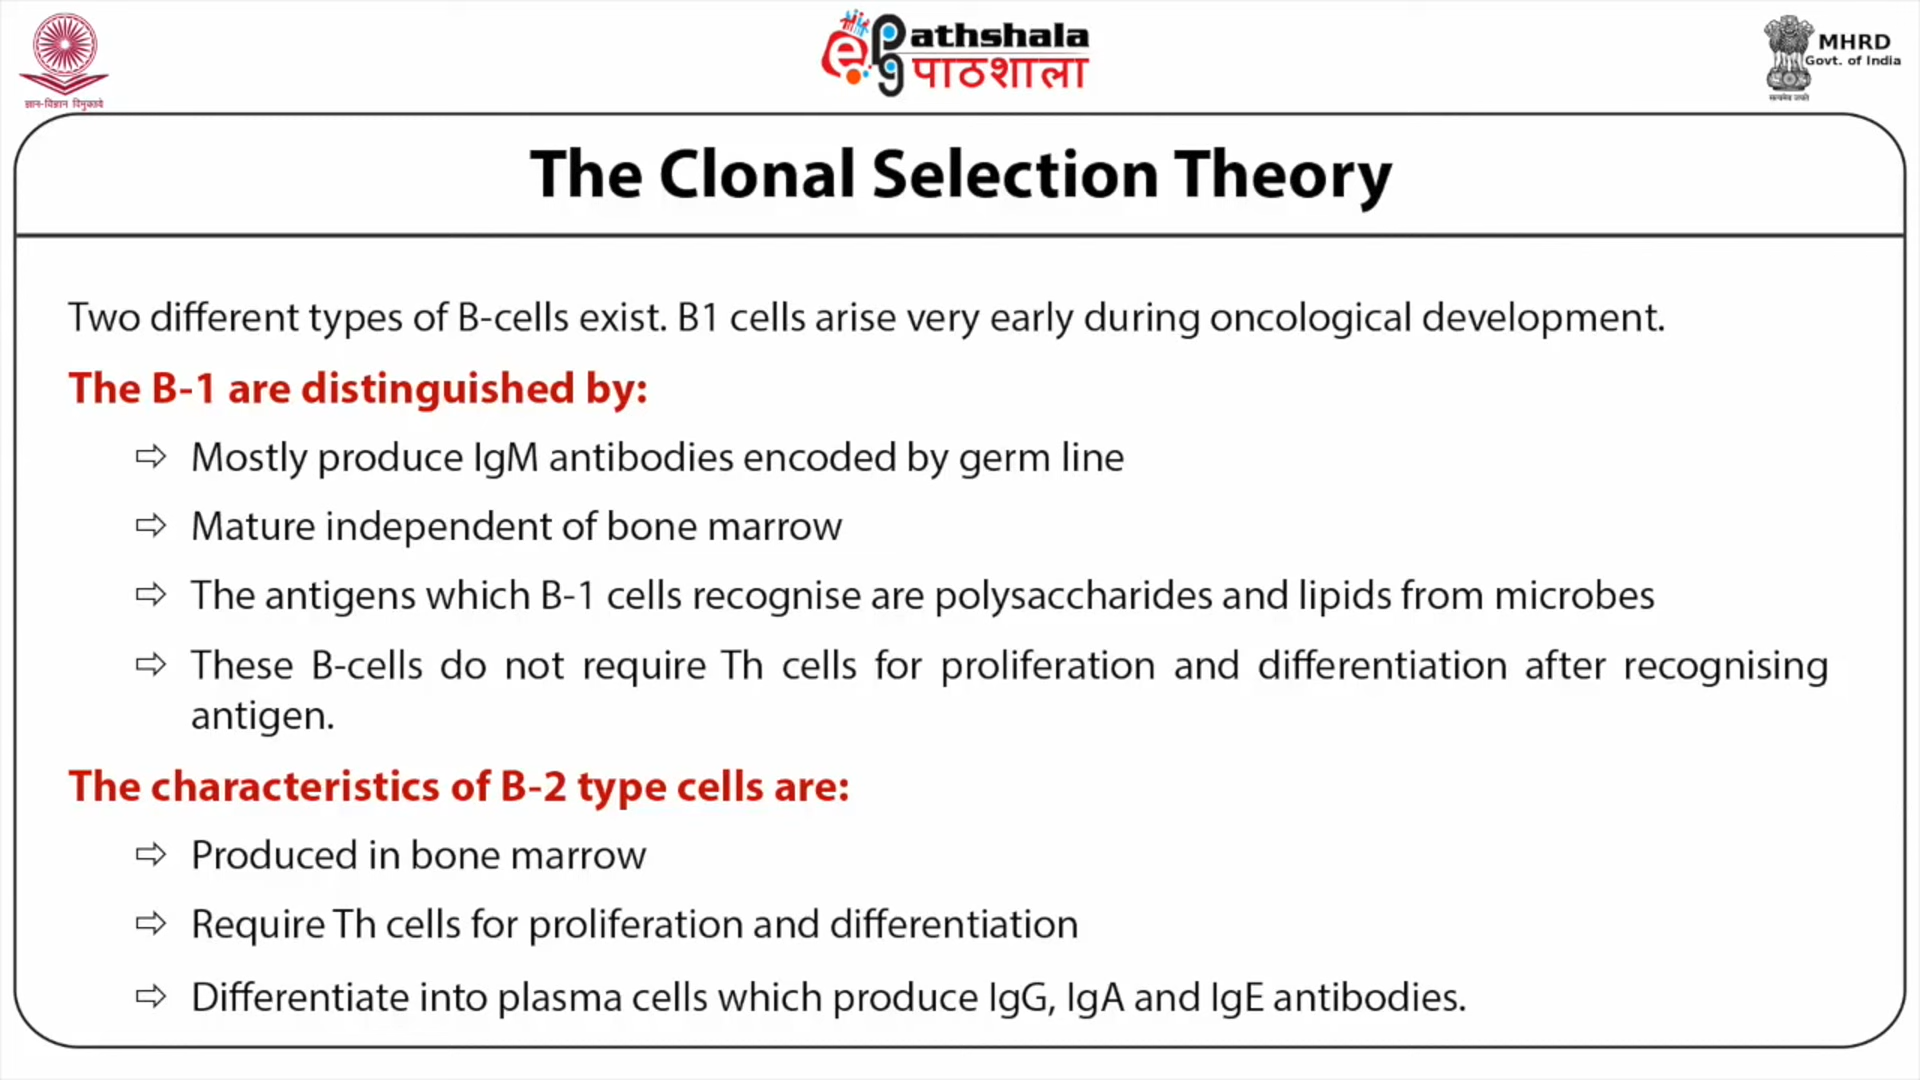 ज्ञान-विज्ञान विमुक्तये
ePathshala
पाठशाला
MHRD
Govt. of India
सत्यमेव जयते
The Clonal Selection Theory
Two different types of B-cells exist. B1 cells arise very early during oncological development.
The B-1 are distinguished by:
⇨ Mostly produce IgM antibodies encoded by germ line
⇨ Mature independent of bone marrow
⇨ The antigens which B-1 cells recognise are polysaccharides and lipids from microbes
⇨ These B-cells do not require Th cells for proliferation and differentiation after recognising
antigen.
The characteristics of B-2 type cells are:
⇨ Produced in bone marrow
⇨ Require Th cells for proliferation and differentiation
⇨ Differentiate into plasma cells which produce IgG, IgA and IgE antibodies.